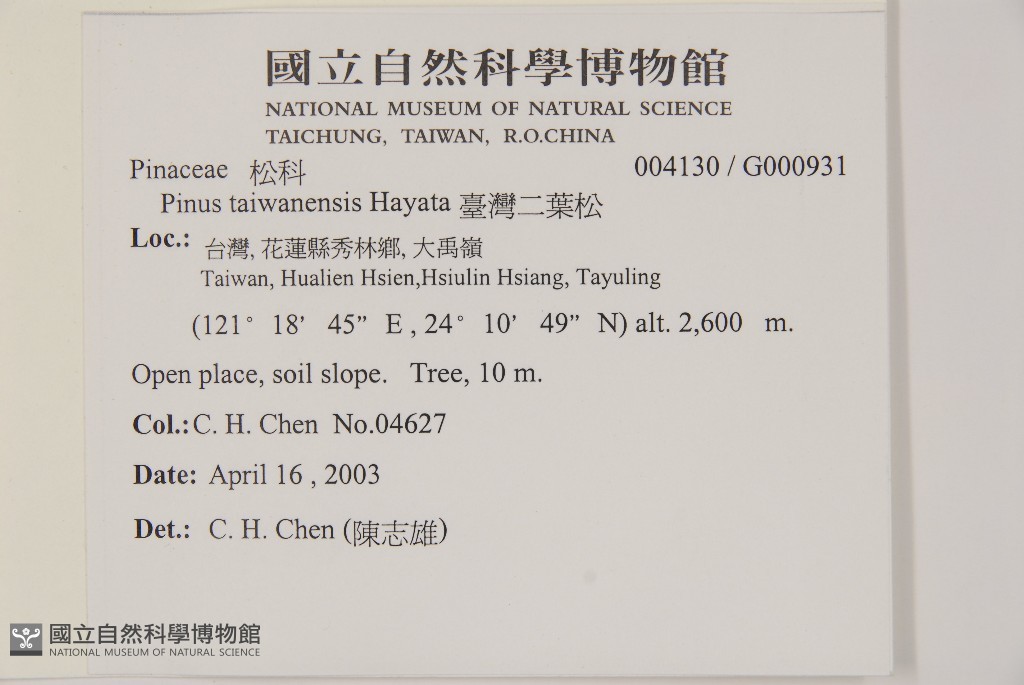 國立自然科學博物館
NATIONAL MUSEUM OF NATURAL SCIENCE
TAICHUNG, TAIWAN, R.O.CHINA
Pinaceae 松科 004130 / G000931
Pinus taiwanensis Hayata 臺灣二葉松
Loc.: 台灣, 花蓮縣秀林鄉, 大禹嶺
Taiwan, Hualien Hsien,Hsiulin Hsiang, Tayuling
(121° 18’ 45” E , 24° 10’ 49” N) alt. 2,600 m.
Open place, soil slope. Tree, 10 m.
Col.: C. H. Chen No.04627
Date: April 16 , 2003
Det.: C. H. Chen (陳志雄)
國立自然科學博物館
NATIONAL MUSEUM OF NATURAL SCIENCE